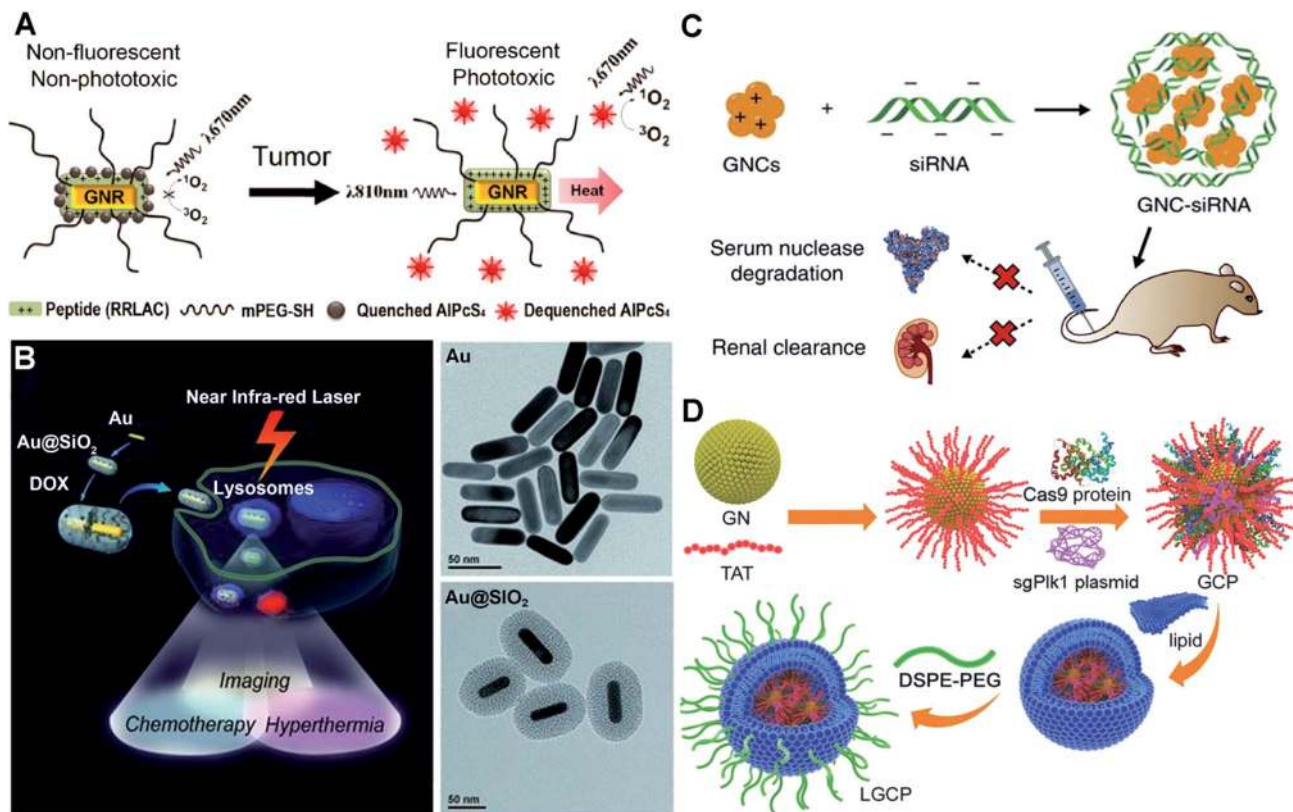 A
Non-fluorescent
Non-phototoxic
λ670nm
¹O₂
³O₂
GNR
Tumor
Fluorescent
Phototoxic
λ670nm
¹O₂
³O₂
λ810nm
GNR
Heat
++ Peptide (RRLAC)
mPEG-SH
Quenched AlPcS₄
Dequenched AlPcS₄
B
Near Infra-red Laser
Au
Au@SiO₂
DOX
Lysosomes
Imaging
Chemotherapy
Hyperthermia
Au
50 nm
Au@SIO₂
50 nm
C
+
GNCs
siRNA
GNC-siRNA
Serum nuclease
degradation
Renal clearance
D
GN
TAT
Cas9 protein
sgPlk1 plasmid
GCP
lipid
DSPE-PEG
LGCP